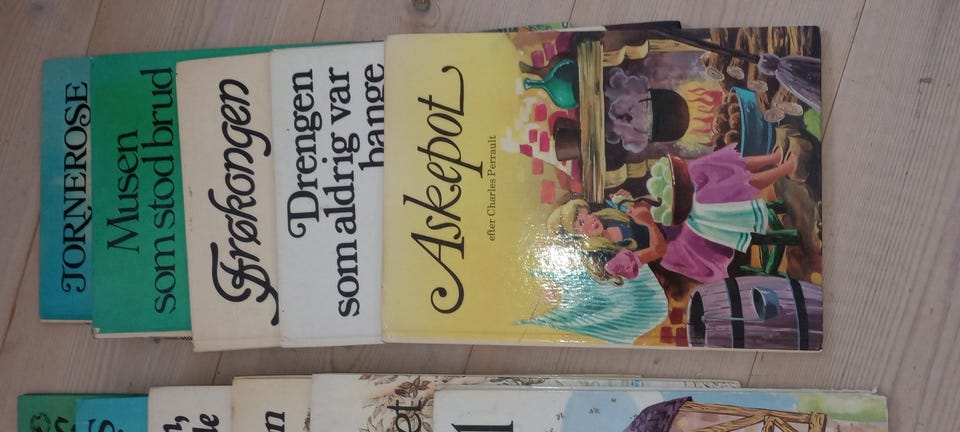 TORNEROSE
Musen
som stod brud
Frøkongen
Drengen
som aldrig var
bange
Askepot
efter Charles Perrault